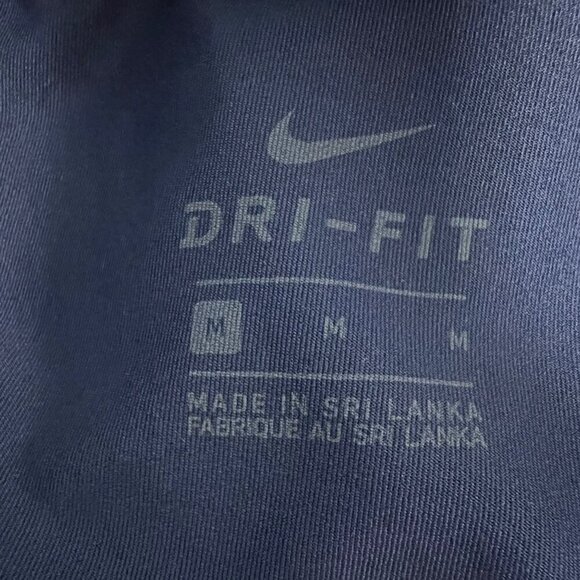 DRI-FIT
M M M
MADE IN SRI LANKA
FABRIQUE AU SRI LANKA